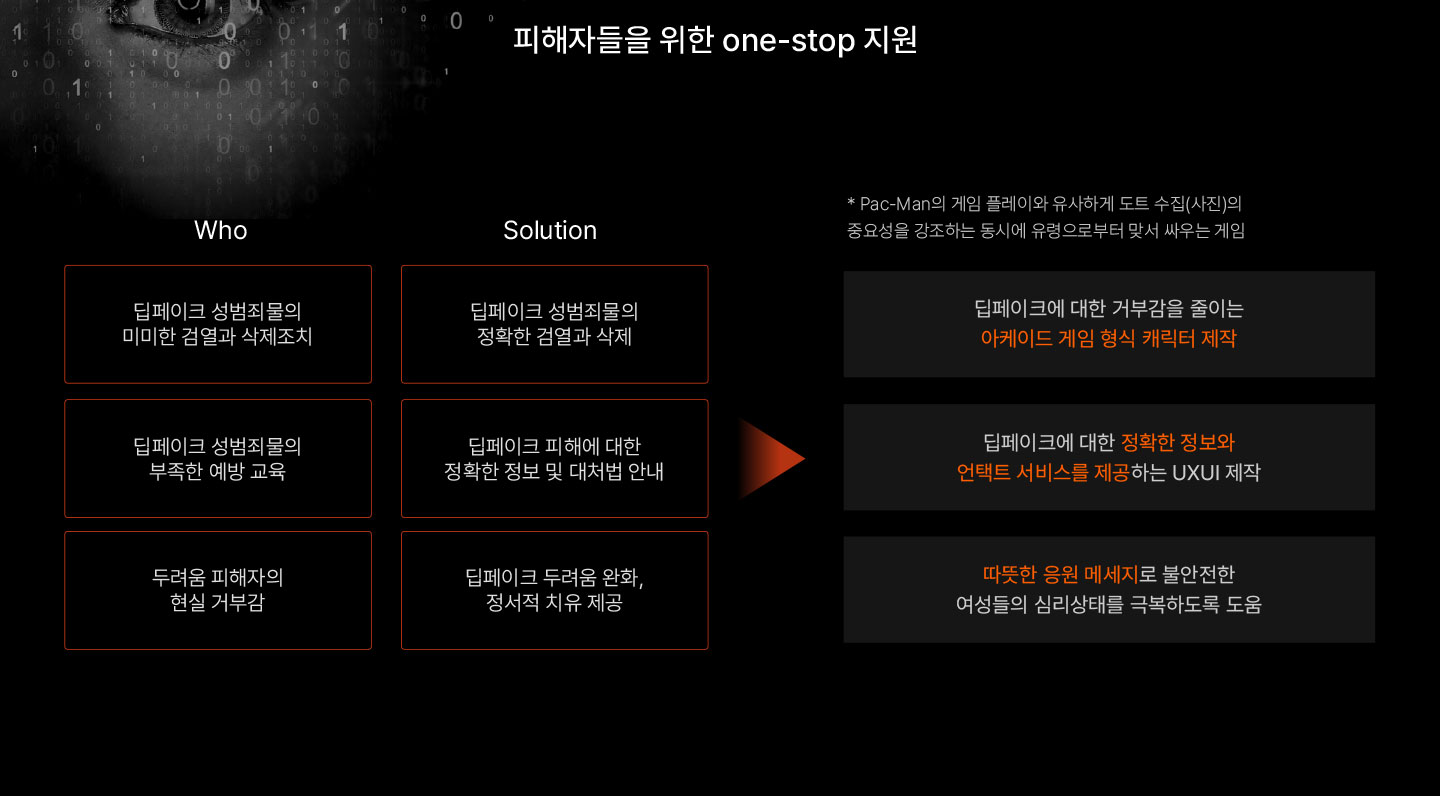 피해자들을 위한 one-stop 지원
* Pac-Man의 게임 플레이와 유사하게 도트 수집(사진)의
중요성을 강조하는 동시에 유령으로부터 맞서 싸우는 게임
Who
Solution
딥페이크 성범죄물의
미미한 검열과 삭제조치
딥페이크 성범죄물의
정확한 검열과 삭제
딥페이크에 대한 거부감을 줄이는
아케이드 게임 형식 캐릭터 제작
딥페이크 성범죄물의
부족한 예방 교육
딥페이크 피해에 대한
정확한 정보 및 대처법 안내
딥페이크에 대한 정확한 정보와
언택트 서비스를 제공하는 UXUI 제작
두려움 피해자의
현실 거부감
딥페이크 두려움 완화,
정서적 치유 제공
따뜻한 응원 메세지로 불안전한
여성들의 심리상태를 극복하도록 도움